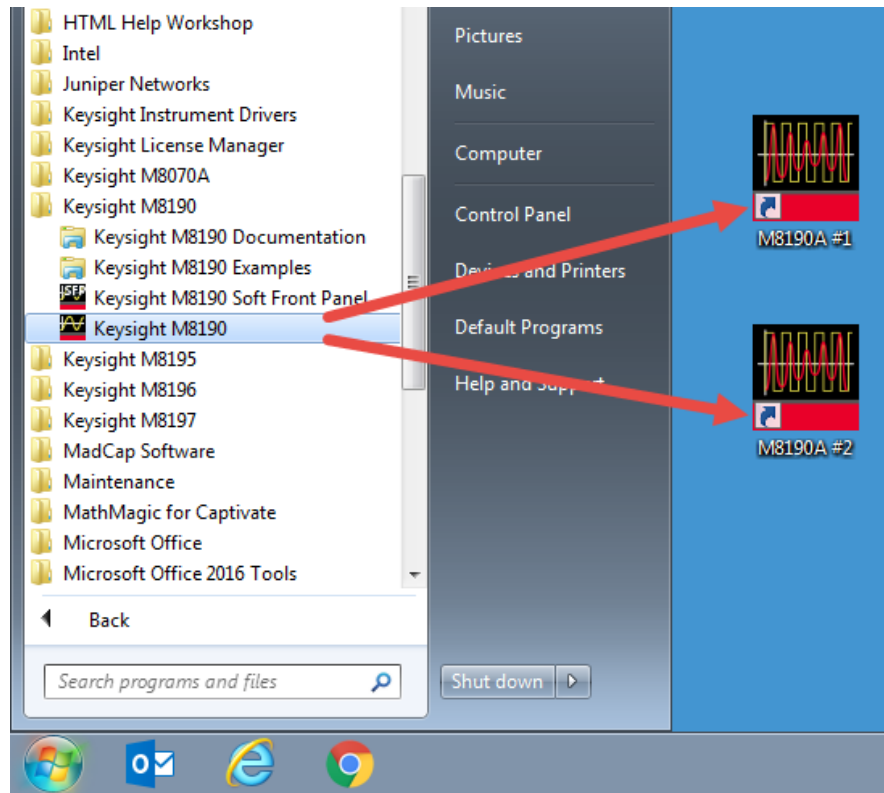 HTML Help Workshop
Intel
Juniper Networks
Keysight Instrument Drivers
Keysight License Manager
Keysight M8070A
Keysight M8190
Keysight M8190 Documentation
Keysight M8190 Examples
JSFP
Keysight M8190 Soft Front Panel
Keysight M8190
Keysight M8195
Keysight M8196
Keysight M8197
MadCap Software
Maintenance
MathMagic for Captivate
Microsoft Office
Microsoft Office 2016 Tools
Back
Search programs and files
Pictures
Music
Computer
Control Panel
Devices and Printers
Default Programs
Help and Support
Shut down
M8190A #1
M8190A #2